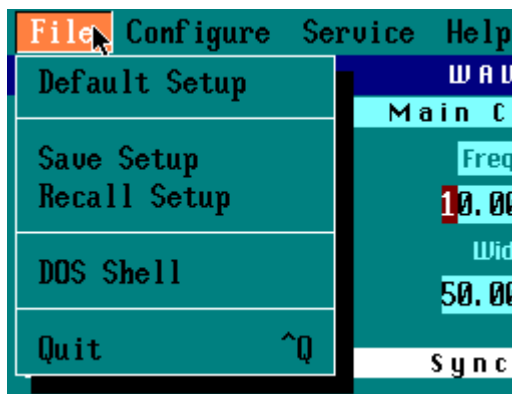 File Configure Service Help
WAV
Default Setup
Main C
Save Setup
Freq
Recall Setup
10.00
Wid
DOS Shell
50.00
Quit ^Q
Sync